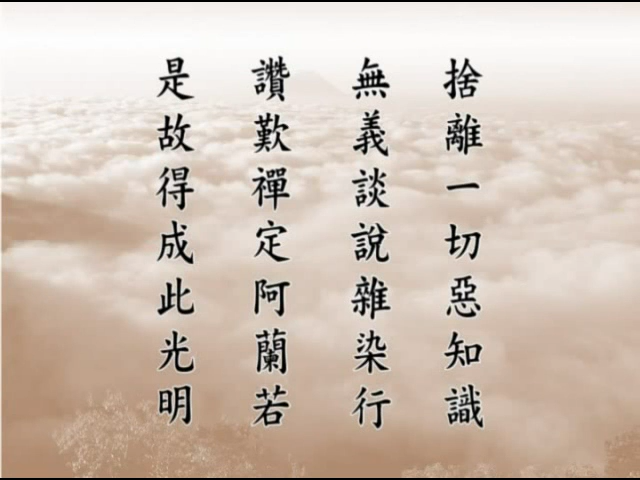 捨離一切惡知識
無義談說雜染行
讚歎禪定阿蘭若
是故得成此光明